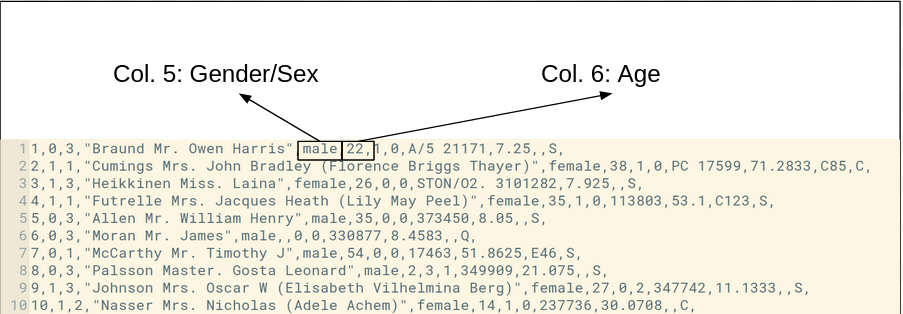 Col. 5: Gender/Sex Col. 6: Age
1 1,0,3,"Braund Mr. Owen Harris",male,22,1,0,A/5 21171,7.25,,S,
2 2,1,1,"Cumings Mrs. John Bradley (Florence Briggs Thayer)",female,38,1,0,PC 17599,71.2833,C85,C,
3 3,1,3,"Heikkinen Miss. Laina",female,26,0,0,STON/O2. 3101282,7.925,,S,
4 4,1,1,"Futrelle Mrs. Jacques Heath (Lily May Peel)",female,35,1,0,113803,53.1,C123,S,
5 5,0,3,"Allen Mr. William Henry",male,35,0,0,373450,8.05,,S,
6 6,0,3,"Moran Mr. James",male,,0,0,330877,8.4583,,Q,
7 7,0,1,"McCarthy Mr. Timothy J",male,54,0,0,17463,51.8625,E46,S,
8 8,0,3,"Palsson Master. Gosta Leonard",male,2,3,1,349909,21.075,,S,
9 9,1,3,"Johnson Mrs. Oscar W (Elisabeth Vilhelmina Berg)",female,27,0,2,347742,11.1333,,S,
10 10,1,2,"Nasser Mrs. Nicholas (Adele Achem)",female,14,1,0,237736,30.0708,,C,